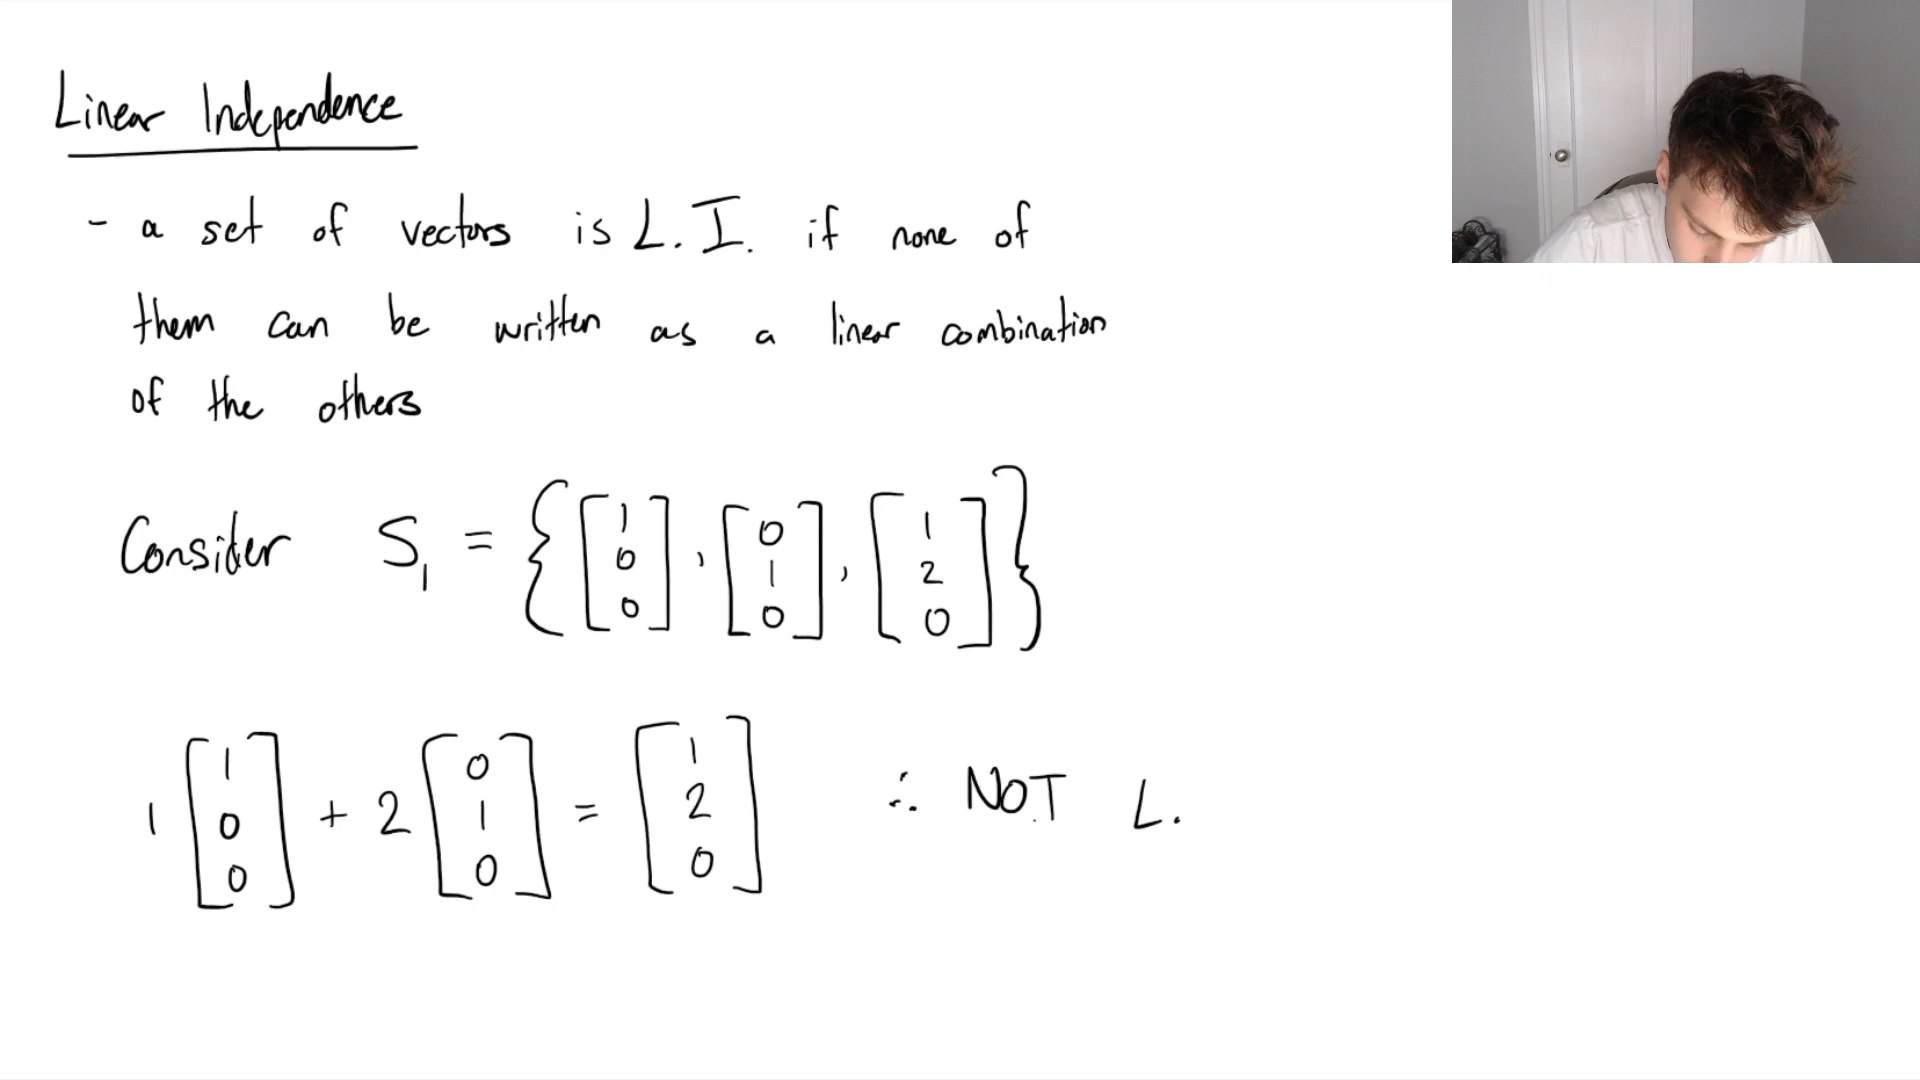 Linear Independence
- a set of vectors is L.I. if none of
them can be written as a linear combination
of the others
Consider S₁ = {[1 0 0], [0 1 0], [1 2 0]}
1 [1 0 0] + 2 [0 1 0] = [1 2 0] ∴ NOT L.